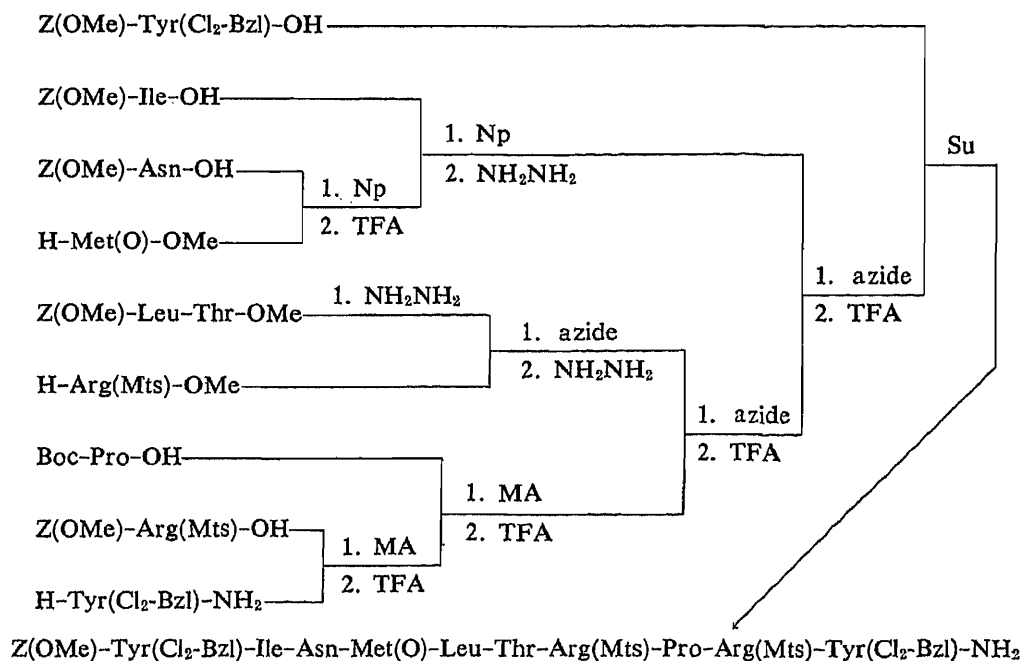 Z(OMe)–Tyr(Cl₂-Bzl)–OH
Z(OMe)–Ile–OH
1. Np
2. NH₂NH₂
Su
Z(OMe)–Asn–OH
1. Np
2. TFA
H–Met(O)–OMe
1. azide
2. TFA
Z(OMe)–Leu–Thr–OMe
1. NH₂NH₂
1. azide
2. NH₂NH₂
H–Arg(Mts)–OMe
1. azide
2. TFA
Boc–Pro–OH
1. MA
2. TFA
Z(OMe)–Arg(Mts)–OH
1. MA
2. TFA
H–Tyr(Cl₂-Bzl)–NH₂
Z(OMe)–Tyr(Cl₂-Bzl)–Ile–Asn–Met(O)–Leu–Thr–Arg(Mts)–Pro–Arg(Mts)–Tyr(Cl₂-Bzl)–NH₂